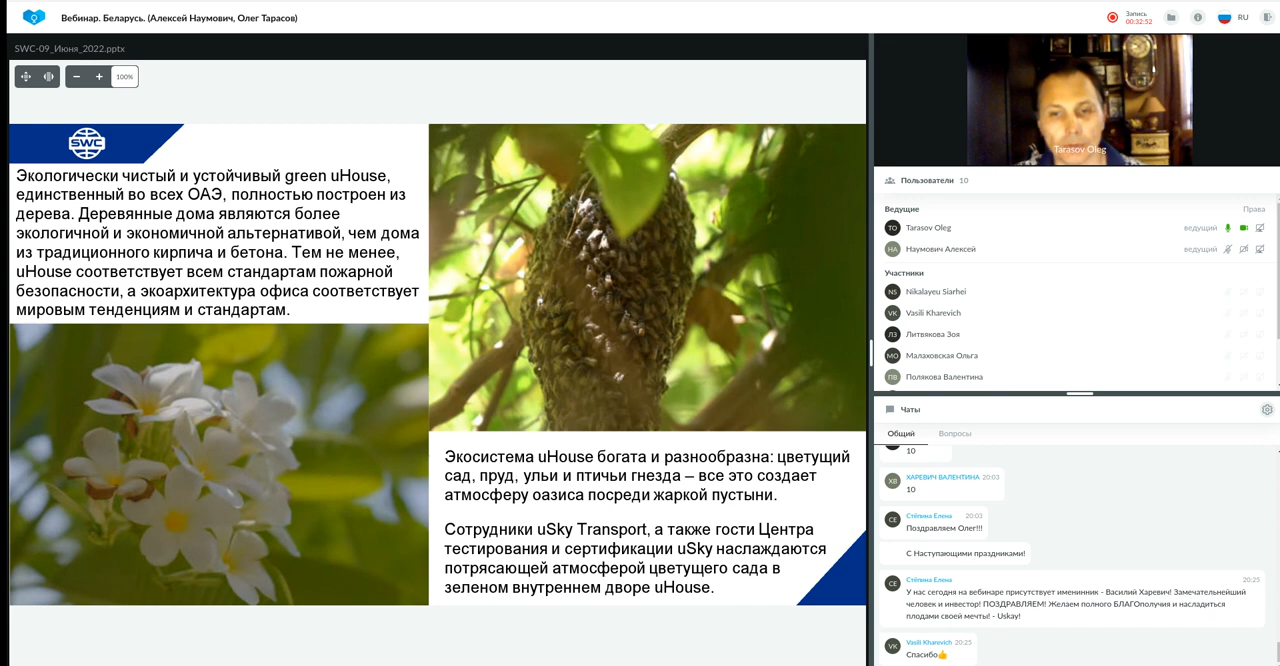 Вебинар. Беларусь. (Алексей Наумович, Олег Тарасов)
Запись
00:32:52
RU
SWC-09_Июня_2022.pptx
100%
SWC
Экологически чистый и устойчивый green uHouse,
единственный во всех ОАЭ, полностью построен из
дерева. Деревянные дома являются более
экологичной и экономичной альтернативой, чем дома
из традиционного кирпича и бетона. Тем не менее,
uHouse соответствует всем стандартам пожарной
безопасности, а экоархитектура офиса соответствует
мировым тенденциям и стандартам.
Экосистема uHouse богата и разнообразна: цветущий
сад, пруд, ульи и птичьи гнезда – все это создает
атмосферу оазиса посреди жаркой пустыни.
Сотрудники uSky Transport, а также гости Центра
тестирования и сертификации uSky наслаждаются
потрясающей атмосферой цветущего сада в
зеленом внутреннем дворе uHouse.
Tarasov Oleg
Пользователи 10
Ведущие Права
TO Tarasov Oleg ведущий
НА Наумович Алексей ведущий
Участники
NS Nikalayeu Siarhei
VK Vasili Kharevich
ЛЗ Литвякова Зоя
МО Малаховская Ольга
ПВ Полякова Валентина
Чаты
Общий Вопросы
10
ХВ ХАРЕВИЧ ВАЛЕНТИНА 20:03
10
СЕ Стёпина Елена 20:03
Поздравляем Олег!!!
С Наступающими праздниками!
СЕ Стёпина Елена 20:25
У нас сегодня на вебинаре присутствует именинник - Василий Харевич! Замечательнейший
человек и инвестор! ПОЗДРАВЛЯЕМ! Желаем полного БЛАГОполучия и насладиться
плодами своей мечты! - Uskay!
VK Vasili Kharevich 20:25
Спасибо👍